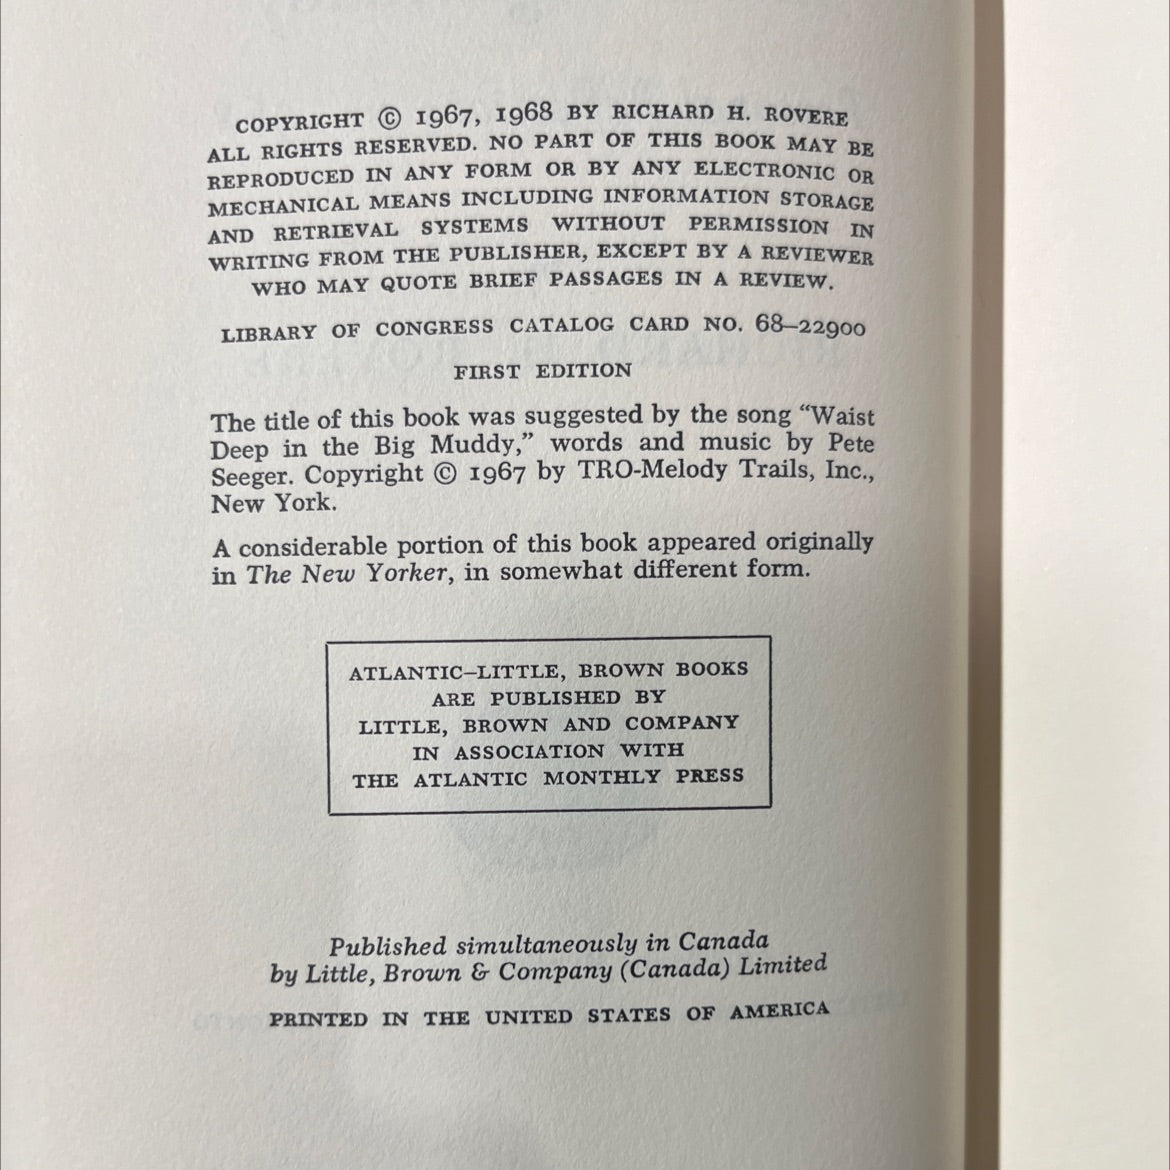 COPYRIGHT © 1967, 1968 BY RICHARD H. ROVERE
ALL RIGHTS RESERVED. NO PART OF THIS BOOK MAY BE
REPRODUCED IN ANY FORM OR BY ANY ELECTRONIC OR
MECHANICAL MEANS INCLUDING INFORMATION STORAGE
AND RETRIEVAL SYSTEMS WITHOUT PERMISSION IN
WRITING FROM THE PUBLISHER, EXCEPT BY A REVIEWER
WHO MAY QUOTE BRIEF PASSAGES IN A REVIEW.
LIBRARY OF CONGRESS CATALOG CARD NO. 68–22900
FIRST EDITION
The title of this book was suggested by the song “Waist
Deep in the Big Muddy,” words and music by Pete
Seeger. Copyright © 1967 by TRO-Melody Trails, Inc.,
New York.
A considerable portion of this book appeared originally
in The New Yorker, in somewhat different form.
ATLANTIC–LITTLE, BROWN BOOKS
ARE PUBLISHED BY
LITTLE, BROWN AND COMPANY
IN ASSOCIATION WITH
THE ATLANTIC MONTHLY PRESS
Published simultaneously in Canada
by Little, Brown & Company (Canada) Limited
PRINTED IN THE UNITED STATES OF AMERICA